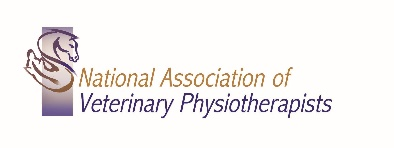 National Association of
Veterinary Physiotherapists